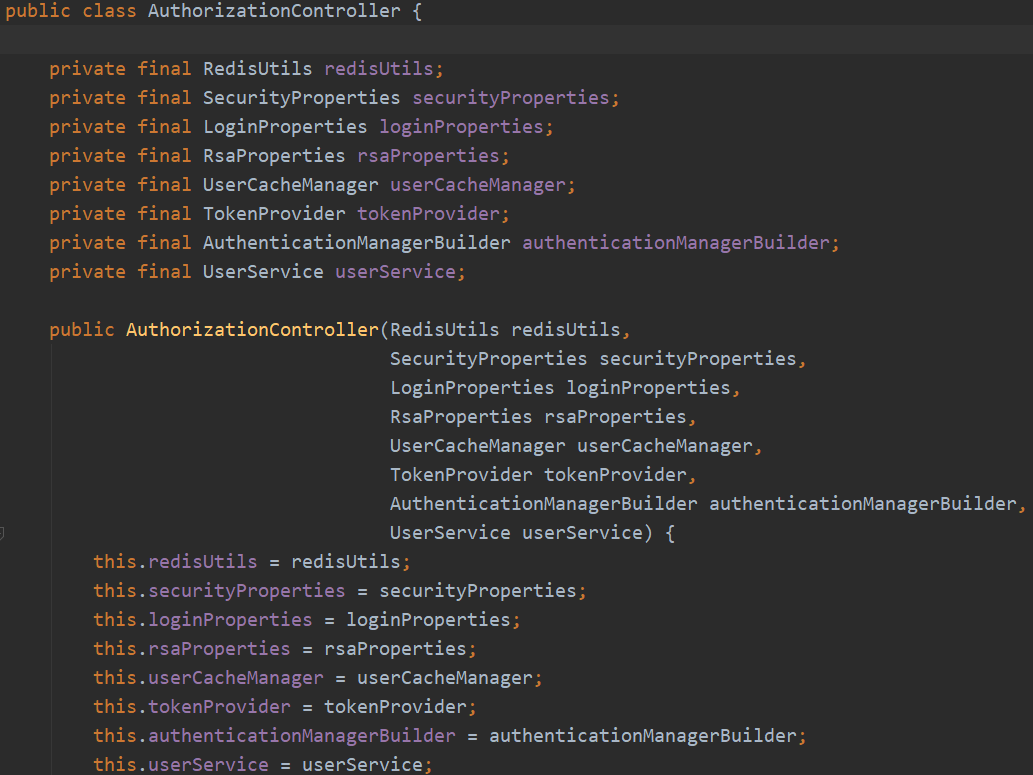 public class AuthorizationController {
private final RedisUtils redisUtils;
private final SecurityProperties securityProperties;
private final LoginProperties loginProperties;
private final RsaProperties rsaProperties;
private final UserCacheManager userCacheManager;
private final TokenProvider tokenProvider;
private final AuthenticationManagerBuilder authenticationManagerBuilder;
private final UserService userService;
public AuthorizationController(RedisUtils redisUtils,
SecurityProperties securityProperties,
LoginProperties loginProperties,
RsaProperties rsaProperties,
UserCacheManager userCacheManager,
TokenProvider tokenProvider,
AuthenticationManagerBuilder authenticationManagerBuilder,
UserService userService) {
this.redisUtils = redisUtils;
this.securityProperties = securityProperties;
this.loginProperties = loginProperties;
this.rsaProperties = rsaProperties;
this.userCacheManager = userCacheManager;
this.tokenProvider = tokenProvider;
this.authenticationManagerBuilder = authenticationManagerBuilder;
this.userService = userService;